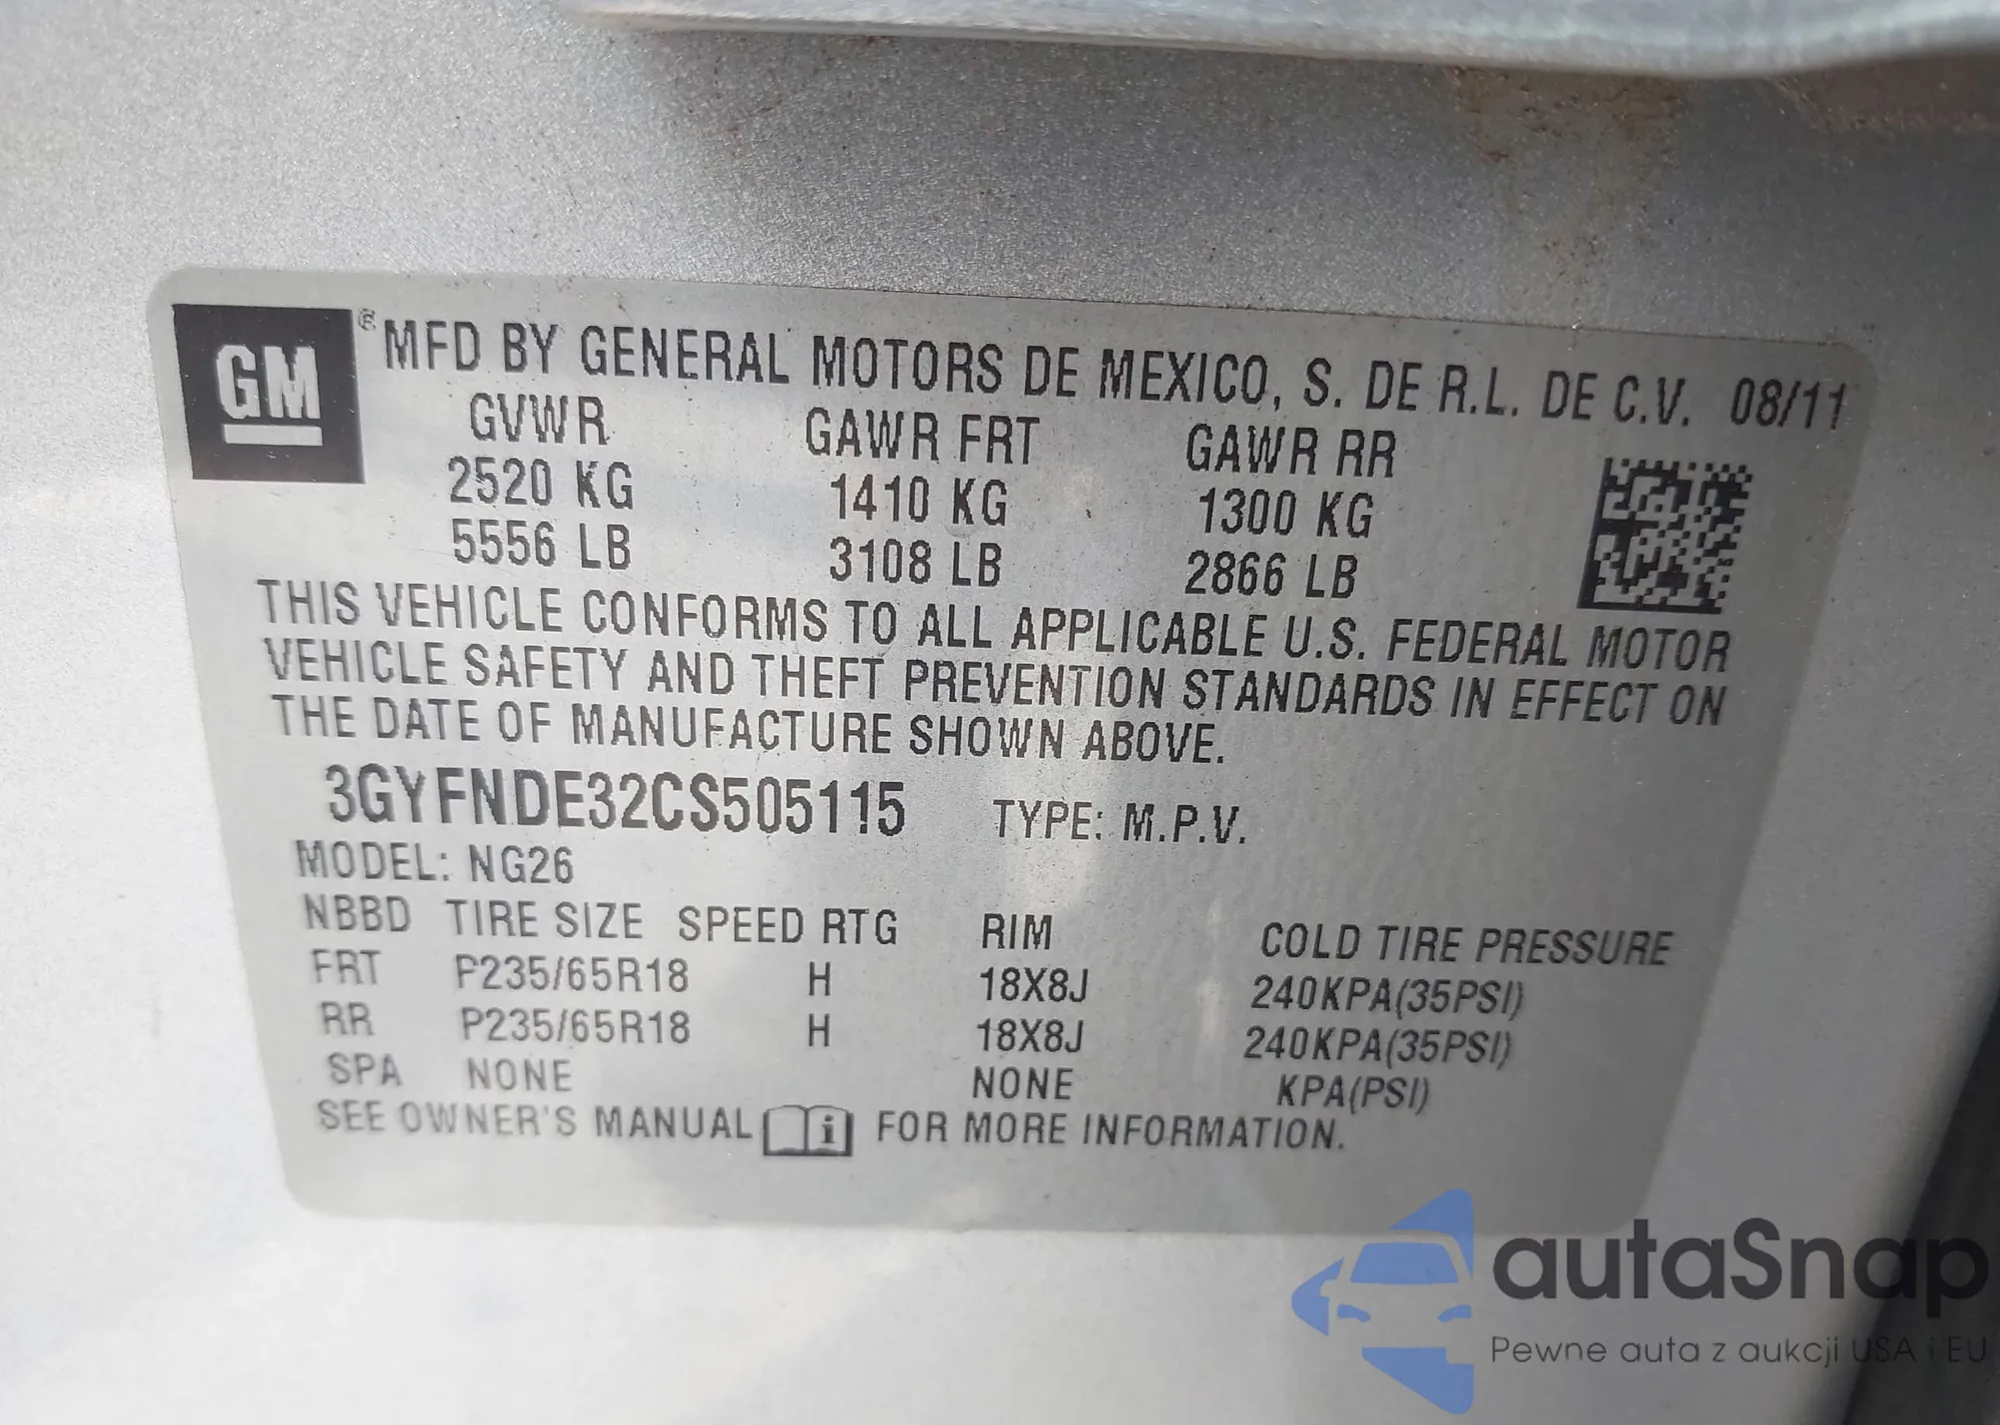 GM ® MFD BY GENERAL MOTORS DE MEXICO, S. DE R.L. DE C.V. 08/11
GVWR GAWR FRT GAWR RR
2520 KG 1410 KG 1300 KG
5556 LB 3108 LB 2866 LB
THIS VEHICLE CONFORMS TO ALL APPLICABLE U.S. FEDERAL MOTOR
VEHICLE SAFETY AND THEFT PREVENTION STANDARDS IN EFFECT ON
THE DATE OF MANUFACTURE SHOWN ABOVE.
3GYFNDE32CS505115 TYPE: M.P.V.
MODEL: NG26
NBBD TIRE SIZE SPEED RTG RIM COLD TIRE PRESSURE
FRT P235/65R18 H 18X8J 240KPA(35PSI)
RR P235/65R18 H 18X8J 240KPA(35PSI)
SPA NONE NONE KPA(PSI)
SEE OWNER'S MANUAL i FOR MORE INFORMATION.
autaSnap
Pewne auta z aukcji USA i EU